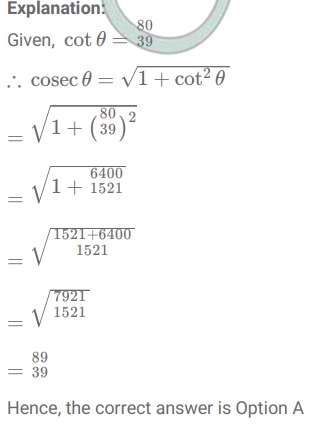 Explanation:
Given, cot θ = 80/39
∴ cosec θ = √(1 + cot² θ)
= √(1 + (80/39)²)
= √(1 + 6400/1521)
= √((1521+6400)/1521)
= √(7921/1521)
= 89/39
Hence, the correct answer is Option A